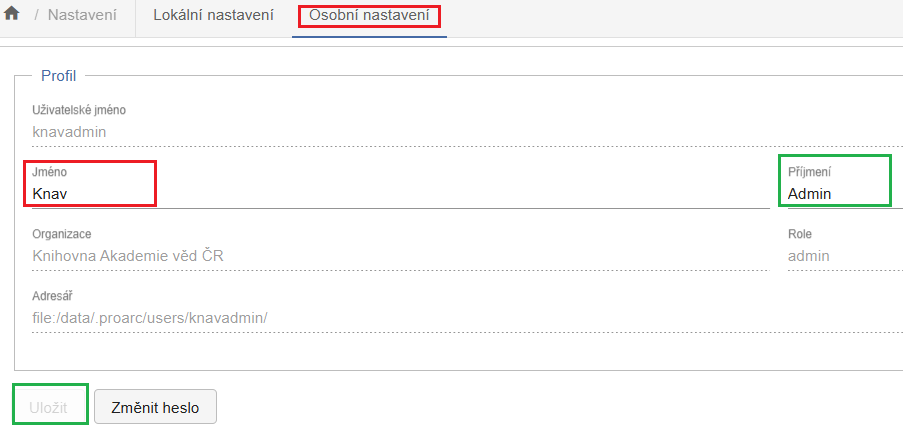 / Nastavení Lokální nastavení Osobní nastavení
Profil
Uživatelské jméno
knavadmin
Jméno Příjmení
Knav Admin
Organizace Role
Knihovna Akademie věd ČR admin
Adresář
file:/data/.proarc/users/knavadmin/
Uložit Změnit heslo